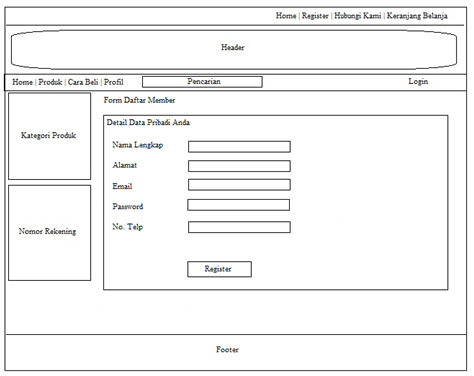 Home | Register | Hubungi Kami | Keranjang Belanja
Header
Home | Produk | Cara Beli | Profil
Pencarian
Login
Kategori Produk
Nomor Rekening
Form Daftar Member
Detail Data Pribadi Anda
Nama Lengkap
Alamat
Email
Password
No. Telp
Register
Footer